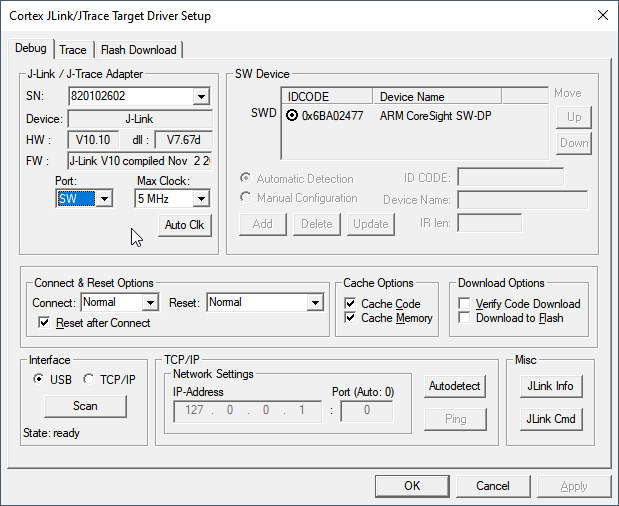 Cortex JLink/JTrace Target Driver Setup
Debug Trace Flash Download
J-Link / J-Trace Adapter
SN: 820102602
Device: J-Link
HW : V10.10 dll : V7.67d
FW : J-Link V10 compiled Nov 2 20
Port: Max Clock:
SW 5 MHz
Auto Clk
SW Device
IDCODE Device Name Move
SWD 0x6BA02477 ARM CoreSight SW-DP Up
Down
Automatic Detection ID CODE:
Manual Configuration Device Name:
Add Delete Update IR len:
Connect & Reset Options
Connect: Normal Reset: Normal
Reset after Connect
Cache Options
Cache Code
Cache Memory
Download Options
Verify Code Download
Download to Flash
Interface
USB TCP/IP
Scan
State: ready
TCP/IP
Network Settings
IP-Address Port (Auto: 0)
127 . 0 . 0 . 1 : 0
Autodetect
Ping
Misc
JLink Info
JLink Cmd
OK Cancel Apply